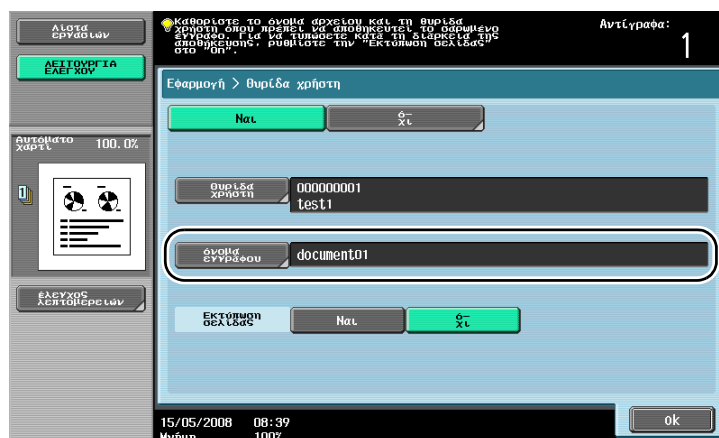 Λίστα
εργασιών
ΛΕΙΤΟΥΡΓΙΑ
ΕΛΕΓΧΟΥ
Καθορίστε το όνομα αρχείου και τη θυρίδα
χρήστη όπου πρέπει να αποθηκευτεί το σαρωμένο
έγγραφο. Για να τυπώσετε κατά τη διάρκεια της
αποθήκευσης, ρυθμίστε την "Εκτύπωση σελίδας"
στο "On".
Αντίγραφα:
1
Εφαρμογή > Θυρίδα χρήστη
Ναι
ό-
χι
Αυτόματο
χαρτί
100.0%
θυρίδα
χρήστη
000000001
test1
όνομα
εγγράφου
document01
έλεγχος
λεπτομερειών
Εκτύπωση
σελίδας
Ναι
ό-
χι
ok
15/05/2008 08:39
Μνήμη 100%